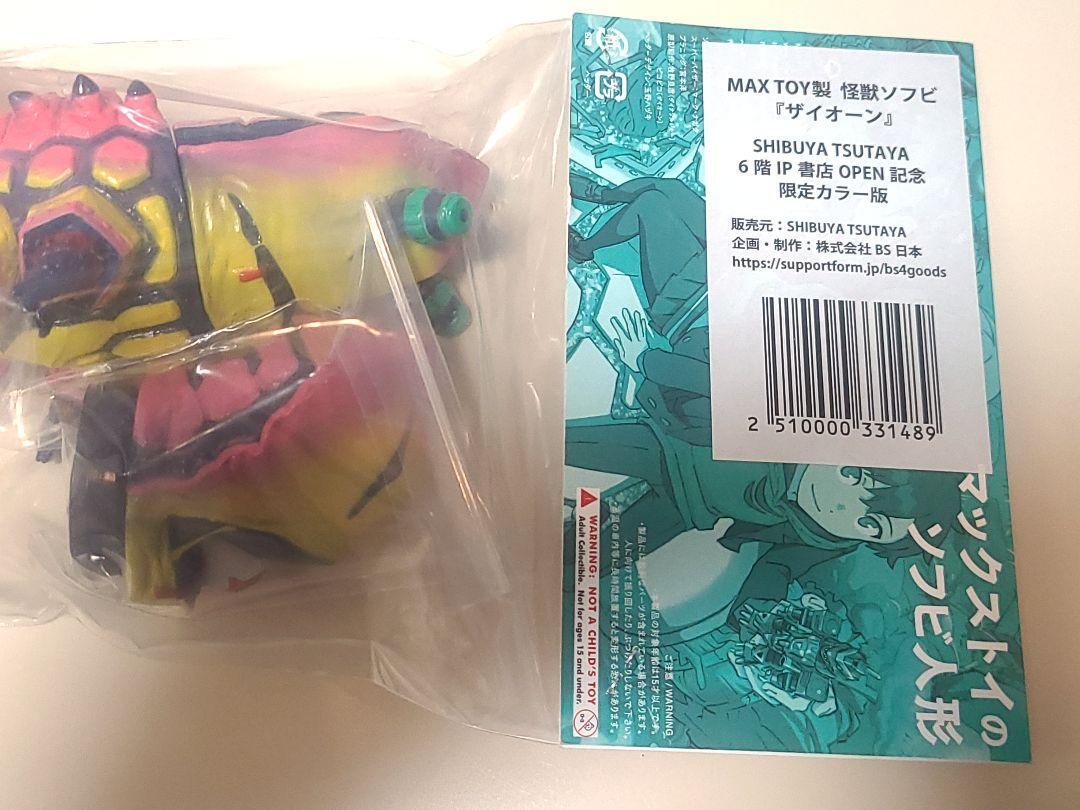 MAX TOY製 怪獣ソフビ
『ザイオーン』
SHIBUYA TSUTAYA
6 階 IP 書店 OPEN 記念
限定カラー版
販売元：SHIBUYA TSUTAYA
企画・制作：株式会社 BS 日本
https://supportform.jp/bs4goods
2 510000 331489
マックストイの
ソフビ人形
ご注意 / WARNING
WARNING: NOT A CHILD'S TOY
Adult Collectible. Not for ages 15 and under.